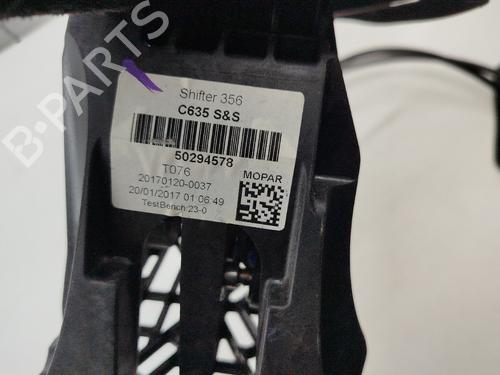 B-PARTS
Shifter 356
C635 S&S
50294578
T076
20170120-0037
20/01/2017 01:06:49
TestBench:23-0
MOPAR